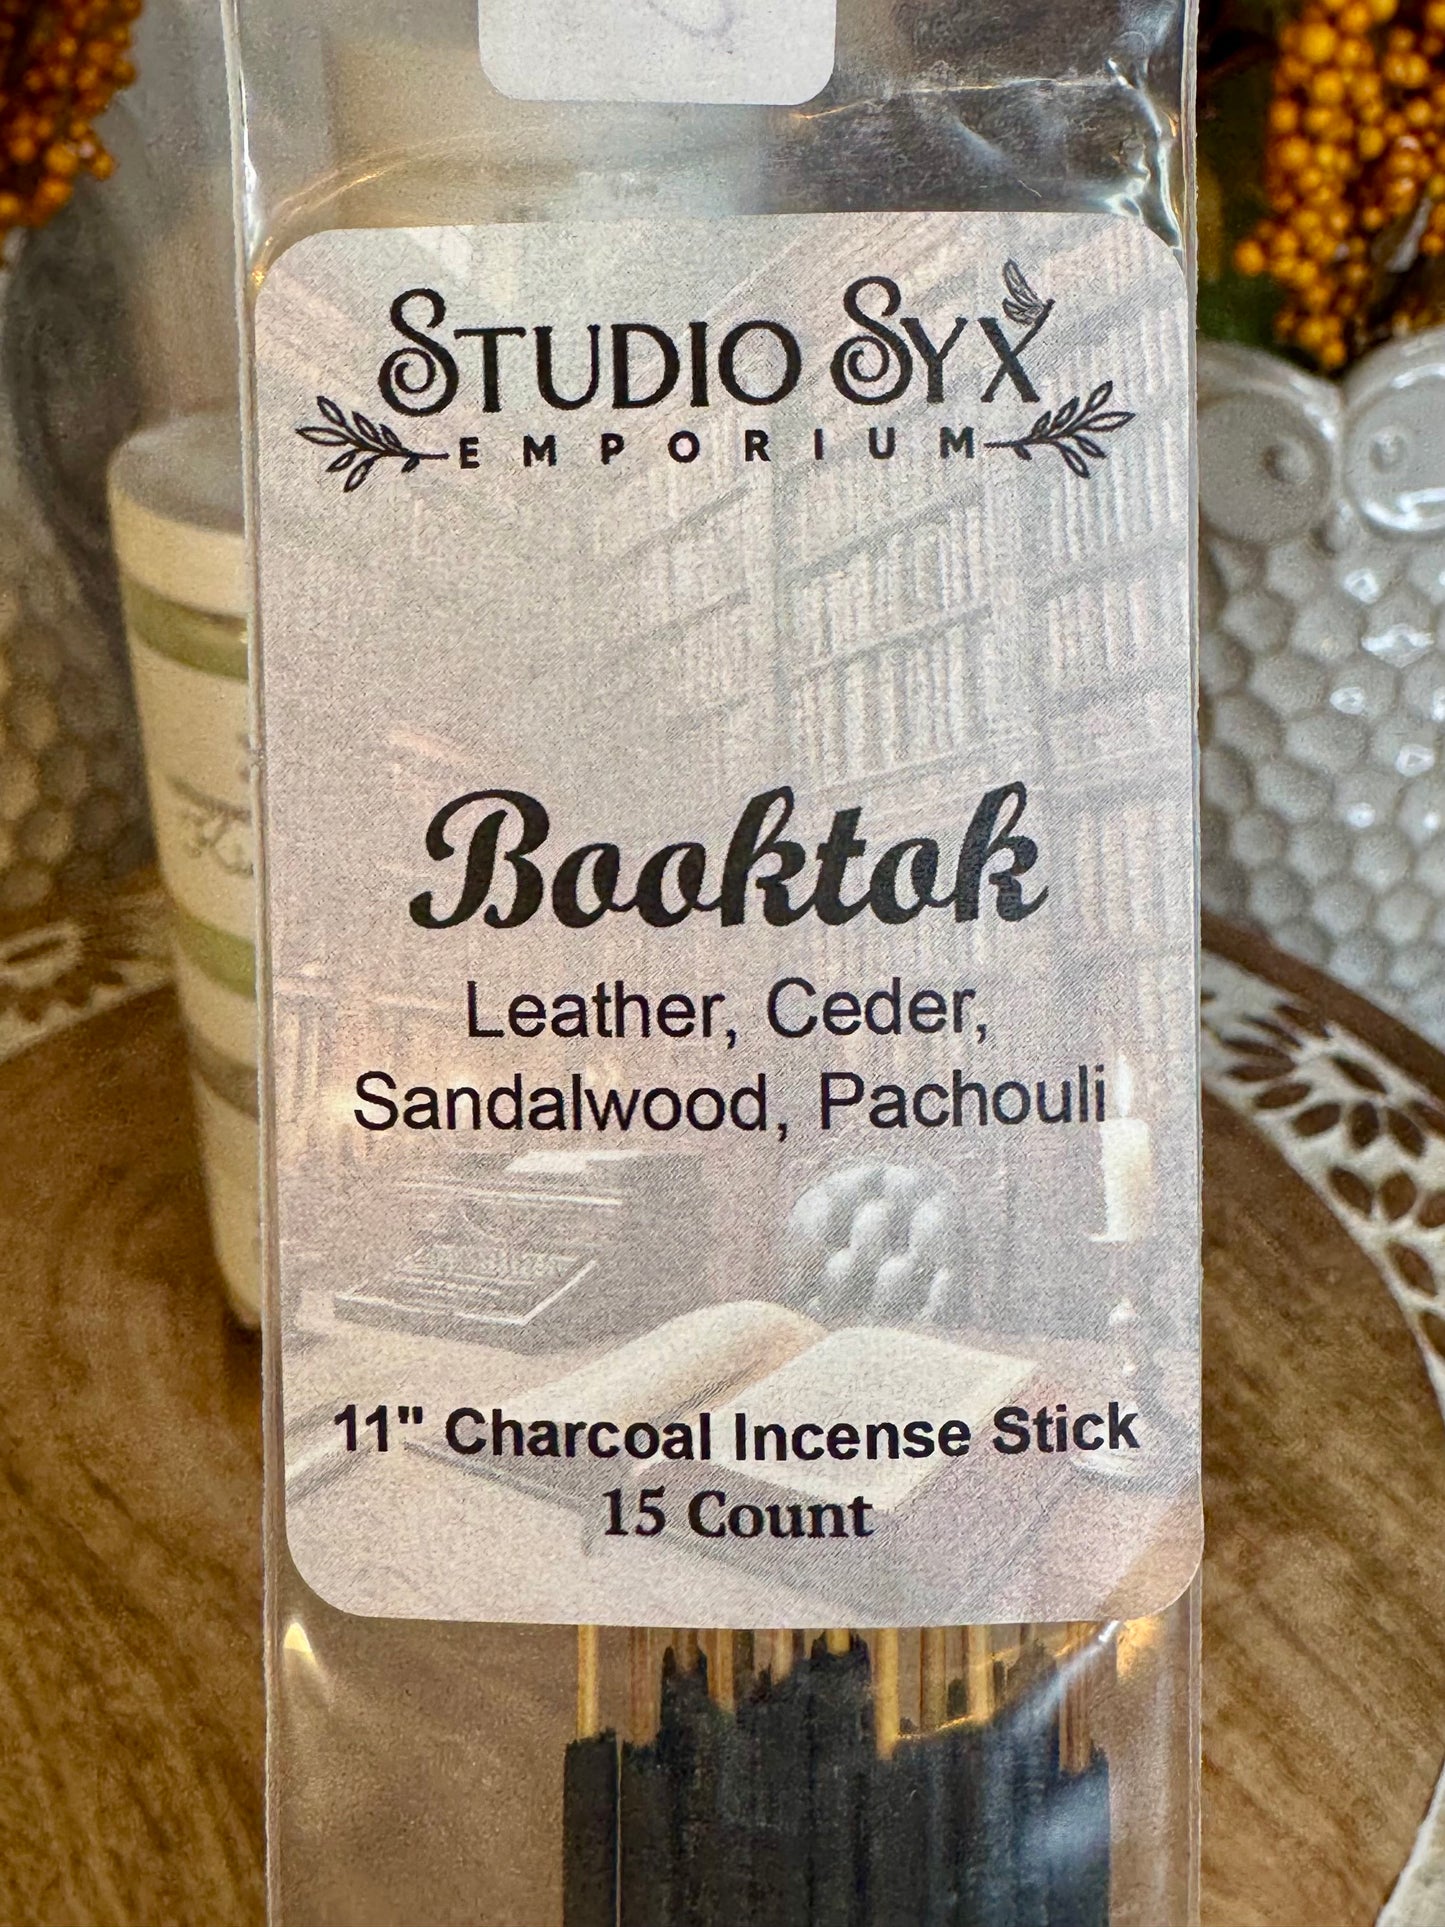 STUDIO SYX
EMPORIUM
Booktok
Leather, Ceder,
Sandalwood, Pachouli
11" Charcoal Incense Stick
15 Count